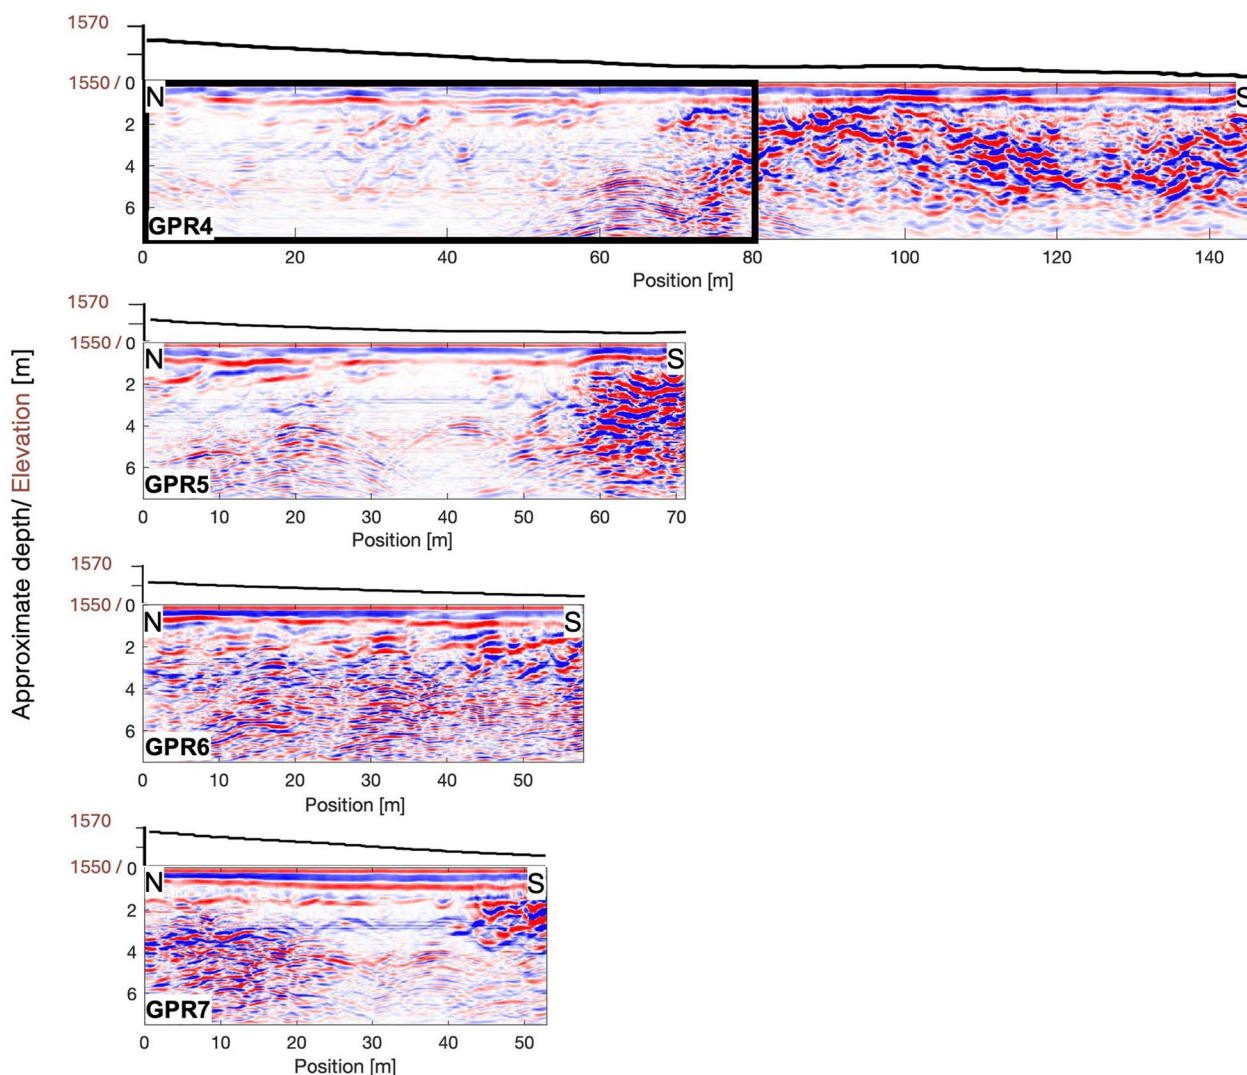 1570
1550 / 0
N
S
2
4
6
GPR4
0 20 40 60 80 100 120 140
Position [m]
1570
1550 / 0
N
S
2
4
6
GPR5
0 10 20 30 40 50 60 70
Position [m]
Approximate depth/ Elevation [m]
1570
1550 / 0
N
S
2
4
6
GPR6
0 10 20 30 40 50
Position [m]
1570
1550 / 0
N
S
2
4
6
GPR7
0 10 20 30 40 50
Position [m]